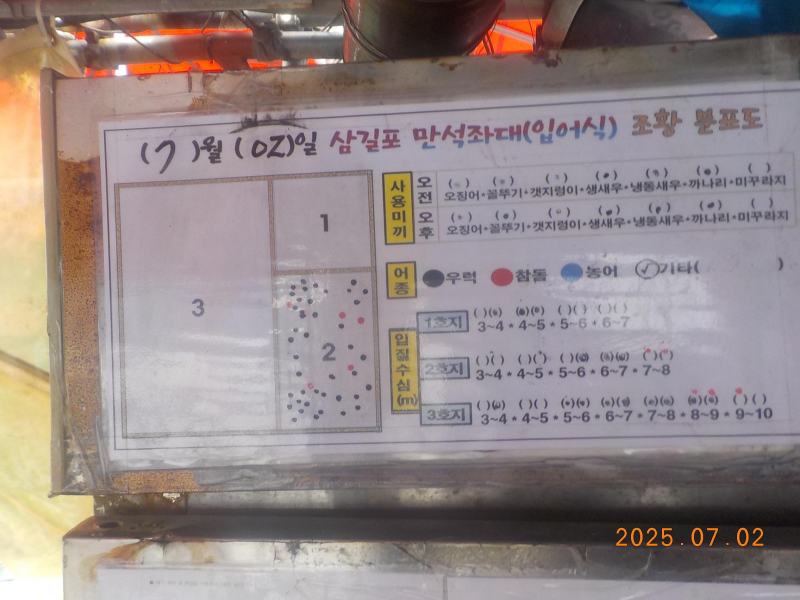 (7)월 (02)일 삼길포 만석좌대(입어식) 조황 분포도
1
2
3
사용미끼
오전
( ) ( ) ( ) ( ) ( ) ( ) ( )
오징어•꼴뚜기•갯지렁이•생새우•냉동새우•까나리•미꾸라지
오후
( ) ( ) ( ) ( ) ( ) ( ) ( )
오징어•꼴뚜기•갯지렁이•생새우•냉동새우•까나리•미꾸라지
어종
우럭 참돔 농어 ✓기타( )
입질수심(m)
1호지
( )( ) ( )( ) ( )( ) ( )( )
3~4 * 4~5 * 5~6 * 6~7
2호지
( )( ) ( )( ) ( )( ) ( )( ) ( )( )
3~4 * 4~5 * 5~6 * 6~7 * 7~8
3호지
( )( ) ( )( ) ( )( ) ( )( ) ( )( ) ( )( ) ( )( )
3~4 * 4~5 * 5~6 * 6~7 * 7~8 * 8~9 * 9~10
2025.07.02